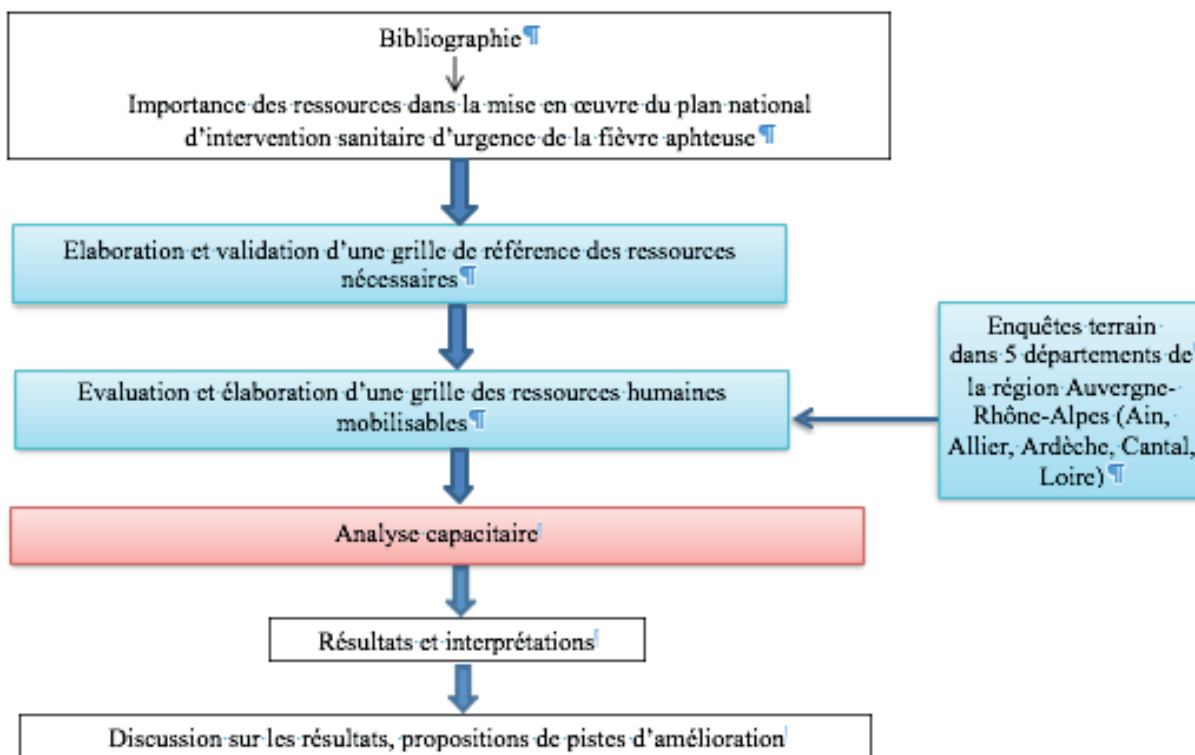 Bibliographie¶
Importance des ressources dans la mise en œuvre du plan national
d'intervention sanitaire d'urgence de la fièvre aphteuse¶
Elaboration et validation d'une grille de référence des ressources
nécessaires¶
Evaluation et élaboration d'une grille des ressources humaines
mobilisables¶
Enquêtes terrain
dans 5 départements de
la région Auvergne-
Rhône-Alpes (Ain,
Allier, Ardèche, Cantal,
Loire)¶
Analyse capacitaire
Résultats et interprétations
Discussion sur les résultats, propositions de pistes d'amélioration